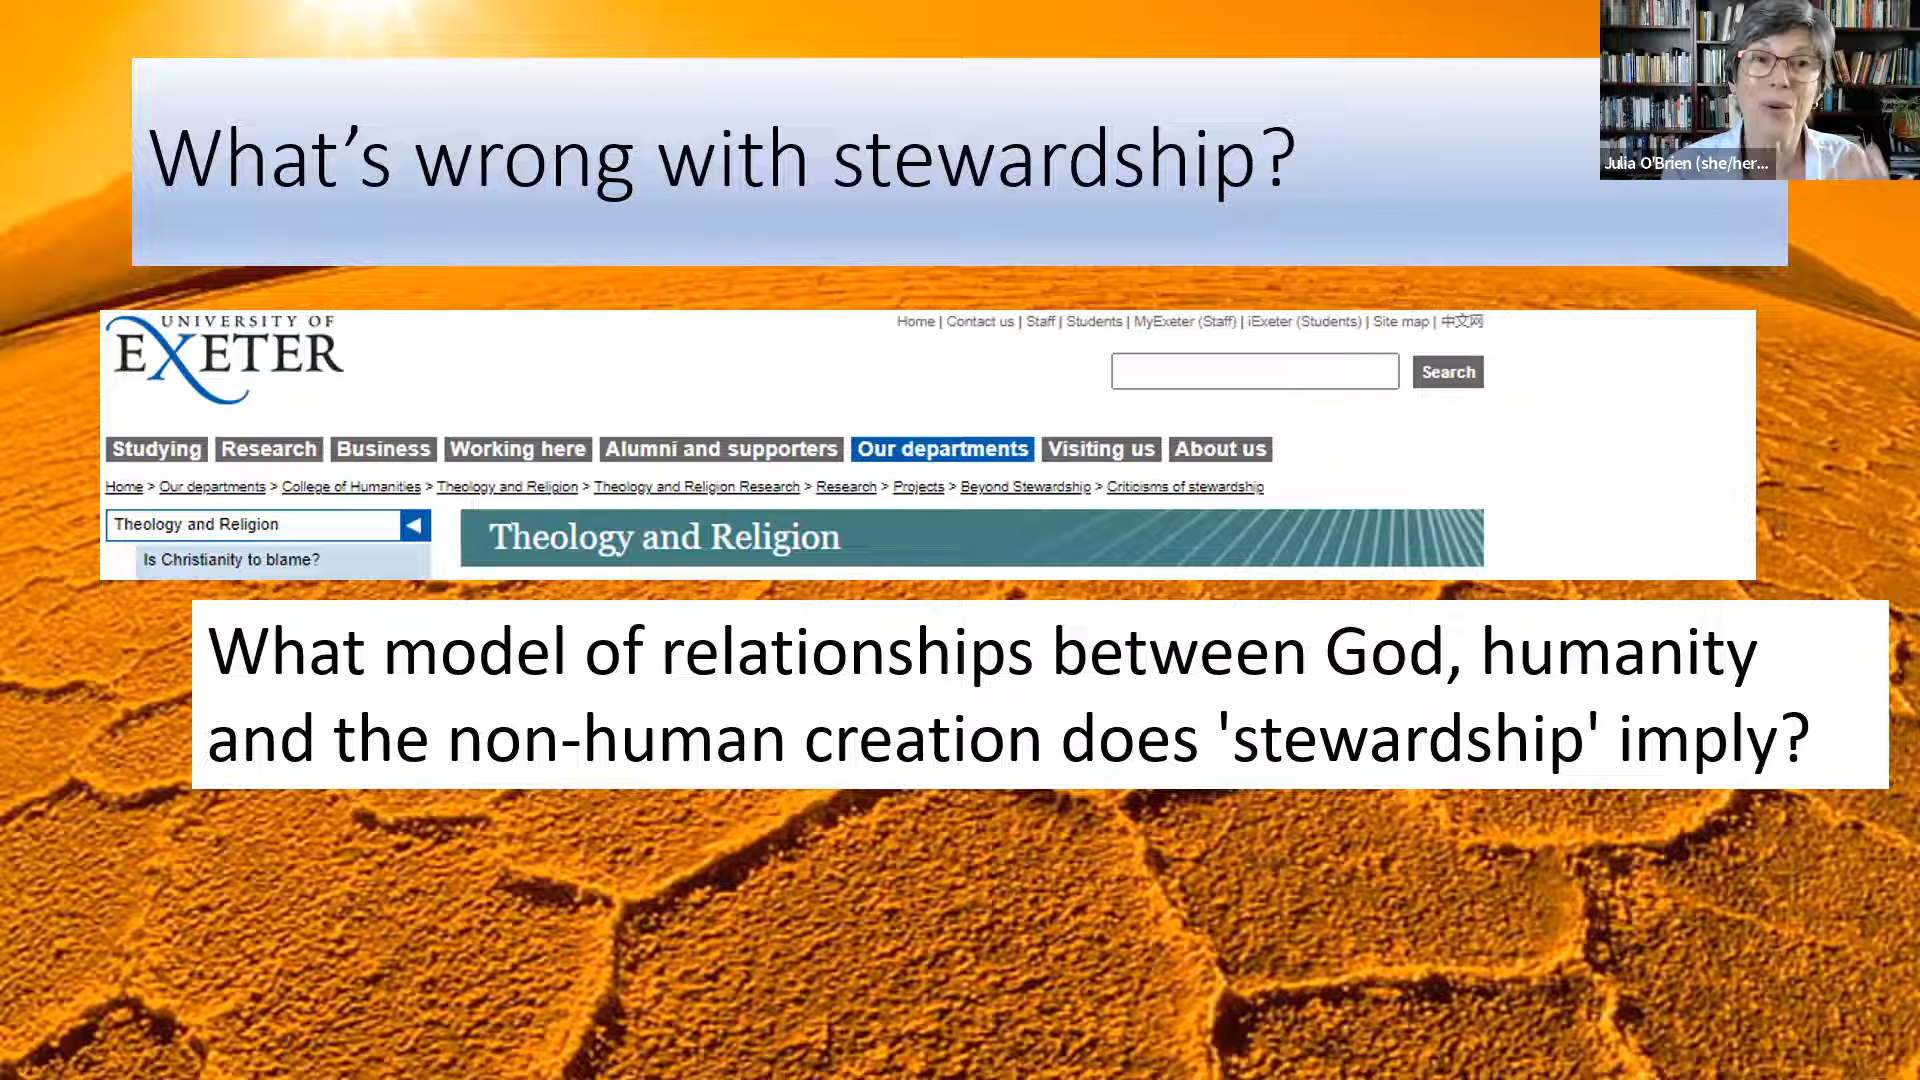 What's wrong with stewardship?
Julia O'Brien (she/her...
UNIVERSITY OF
EXETER
Home | Contact us | Staff | Students | MyExeter (Staff) | iExeter (Students) | Site map | 中文网
Search
Studying Research Business Working here Alumni and supporters Our departments Visiting us About us
Home > Our departments > College of Humanities > Theology and Religion > Theology and Religion Research > Research > Projects > Beyond Stewardship > Criticisms of stewardship
Theology and Religion
Is Christianity to blame?
Theology and Religion
What model of relationships between God, humanity
and the non-human creation does 'stewardship' imply?